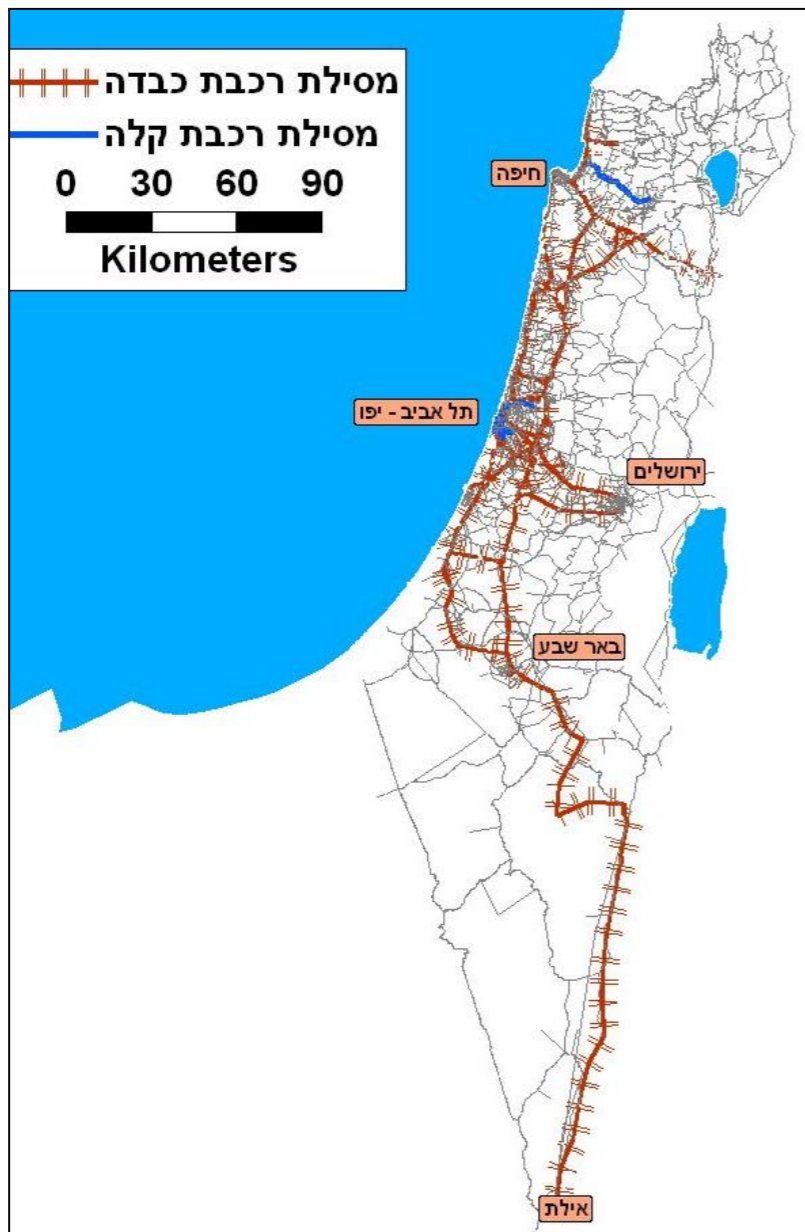 מסילת רכבת כבדה
מסילת רכבת קלה
0 30 60 90
Kilometers
חיפה
תל אביב - יפו
ירושלים
באר שבע
אילת